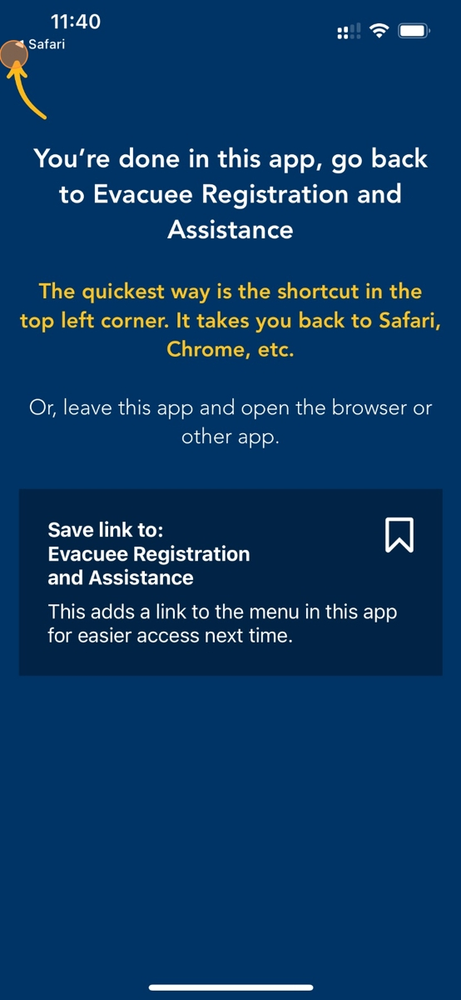 11:40
Safari
You’re done in this app, go back
to Evacuee Registration and
Assistance
The quickest way is the shortcut in the
top left corner. It takes you back to Safari,
Chrome, etc.
Or, leave this app and open the browser or
other app.
Save link to:
Evacuee Registration
and Assistance
This adds a link to the menu in this app
for easier access next time.